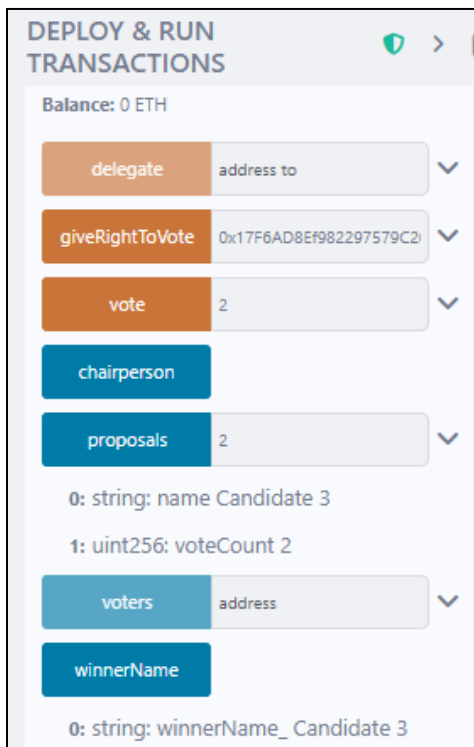 DEPLOY & RUN
TRANSACTIONS
Balance: 0 ETH
delegate address to
giveRightToVote 0x17F6AD8Ef982297579C2
vote 2
chairperson
proposals 2
0: string: name Candidate 3
1: uint256: voteCount 2
voters address
winnerName
0: string: winnerName_ Candidate 3